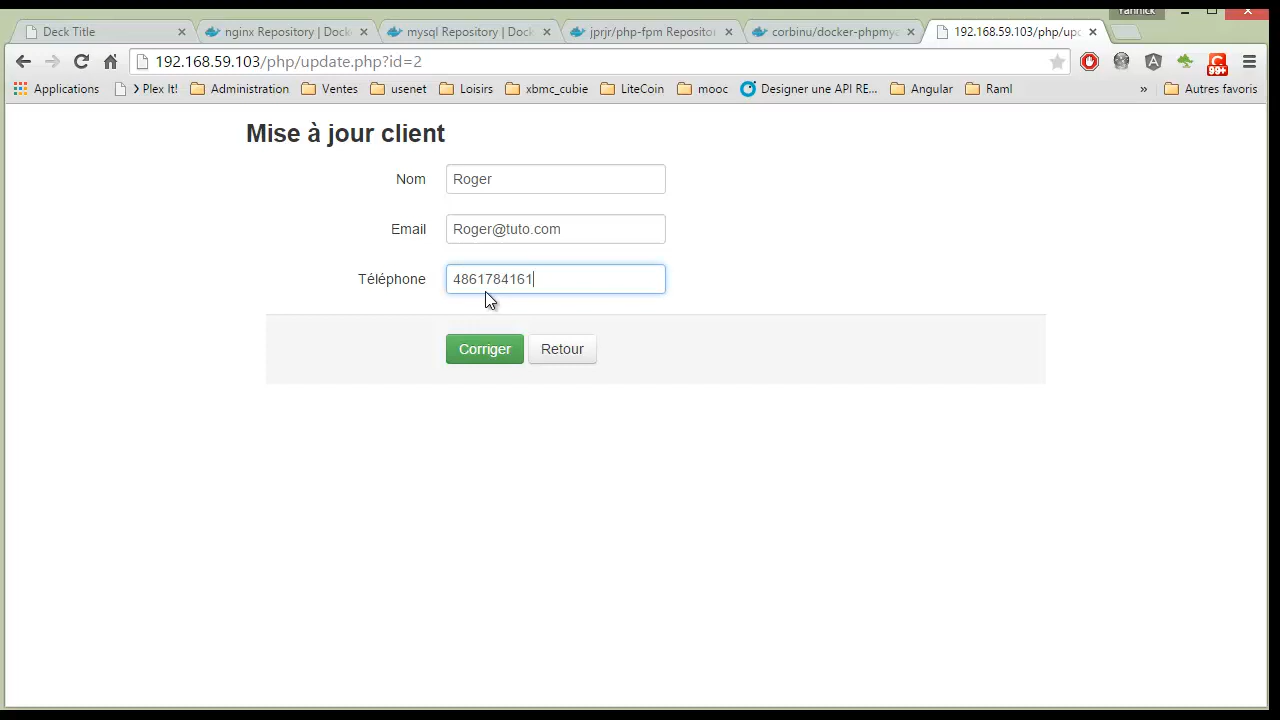 Yannick
Deck Title
nginx Repository | Dock
mysql Repository | Dock
jprjr/php-fpm Repositor
corbinu/docker-phpmya
192.168.59.103/php/upd
192.168.59.103/php/update.php?id=2
99+
Applications
> Plex It!
Administration
Ventes
usenet
Loisirs
xbmc_cubie
LiteCoin
mooc
Designer une API RE...
Angular
Raml
»
Autres favoris
Mise à jour client
Nom Roger
Email Roger@tuto.com
Téléphone 4861784161
Corriger Retour